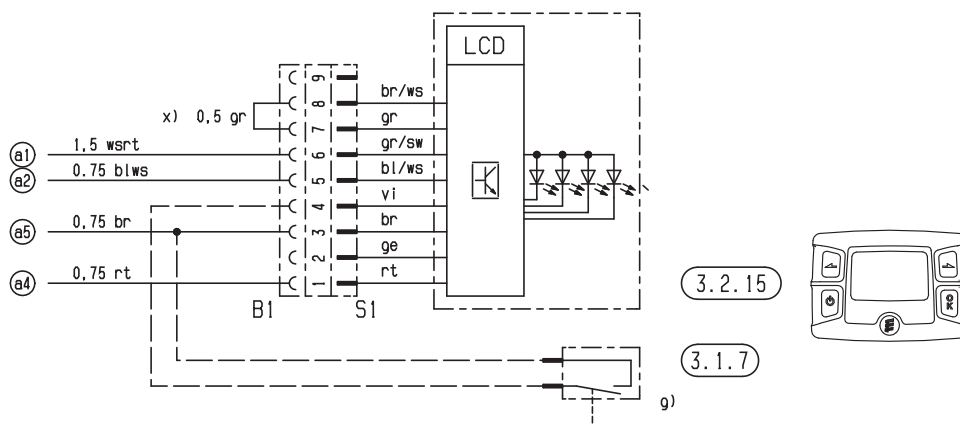 LCD
9
8
7
6
5
4
3
2
1
x) 0,5 gr
a1 1,5 wsrt
a2 0.75 blws
a5 0,75 br
a4 0,75 rt
br/ws
gr
gr/sw
bl/ws
vi
br
ge
rt
B1 S1
3.2.15
OK
3.1.7
g)